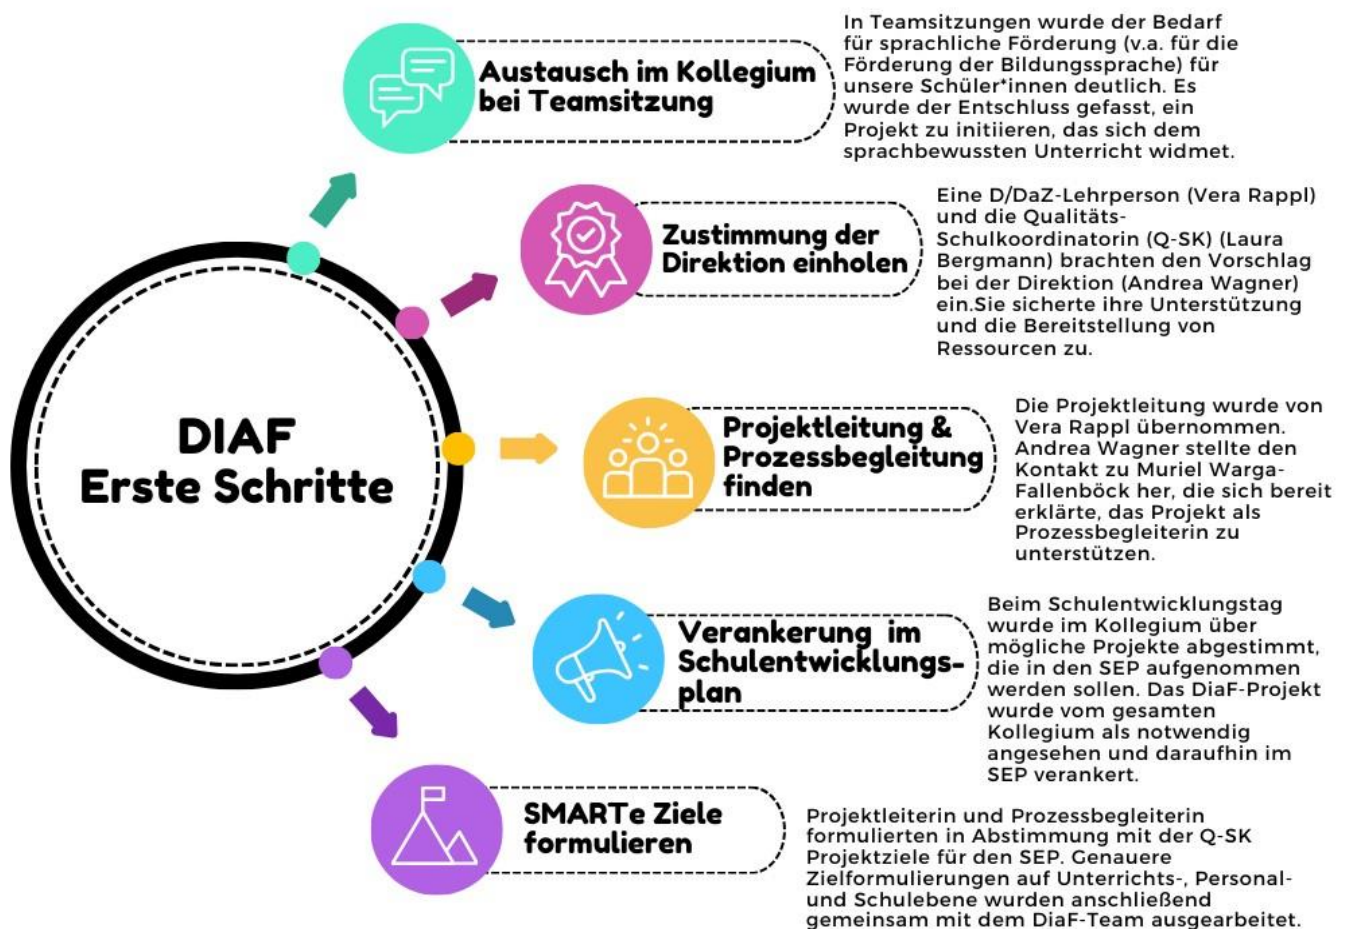 DIAF
Erste Schritte
Austausch im Kollegium
bei Teamsitzung
In Teamsitzungen wurde der Bedarf
für sprachliche Förderung (v.a. für die
Förderung der Bildungssprache) für
unsere Schüler*innen deutlich. Es
wurde der Entschluss gefasst, ein
Projekt zu initiieren, das sich dem
sprachbewussten Unterricht widmet.
Zustimmung der
Direktion einholen
Eine D/DaZ-Lehrperson (Vera Rappl)
und die Qualitäts-
Schulkoordinatorin (Q-SK) (Laura
Bergmann) brachten den Vorschlag
bei der Direktion (Andrea Wagner)
ein.Sie sicherte ihre Unterstützung
und die Bereitstellung von
Ressourcen zu.
Projektleitung &
Prozessbegleitung
finden
Die Projektleitung wurde von
Vera Rappl übernommen.
Andrea Wagner stellte den
Kontakt zu Muriel Warga-
Fallenböck her, die sich bereit
erklärte, das Projekt als
Prozessbegleiterin zu
unterstützen.
Verankerung im
Schulentwicklungs-
plan
Beim Schulentwicklungstag
wurde im Kollegium über
mögliche Projekte abgestimmt,
die in den SEP aufgenommen
werden sollen. Das DiaF-Projekt
wurde vom gesamten
Kollegium als notwendig
angesehen und daraufhin im
SEP verankert.
SMARTe Ziele
formulieren
Projektleiterin und Prozessbegleiterin
formulierten in Abstimmung mit der Q-SK
Projektziele für den SEP. Genauere
Zielformulierungen auf Unterrichts-, Personal-
und Schulebene wurden anschließend
gemeinsam mit dem DiaF-Team ausgearbeitet.